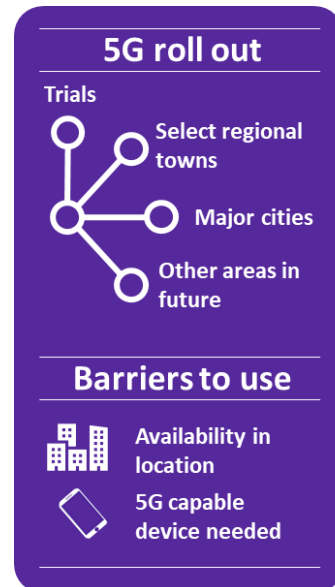 5G roll out
Trials
Select regional
towns
Major cities
Other areas in
future
Barriers to use
Availability in
location
5G capable
device needed